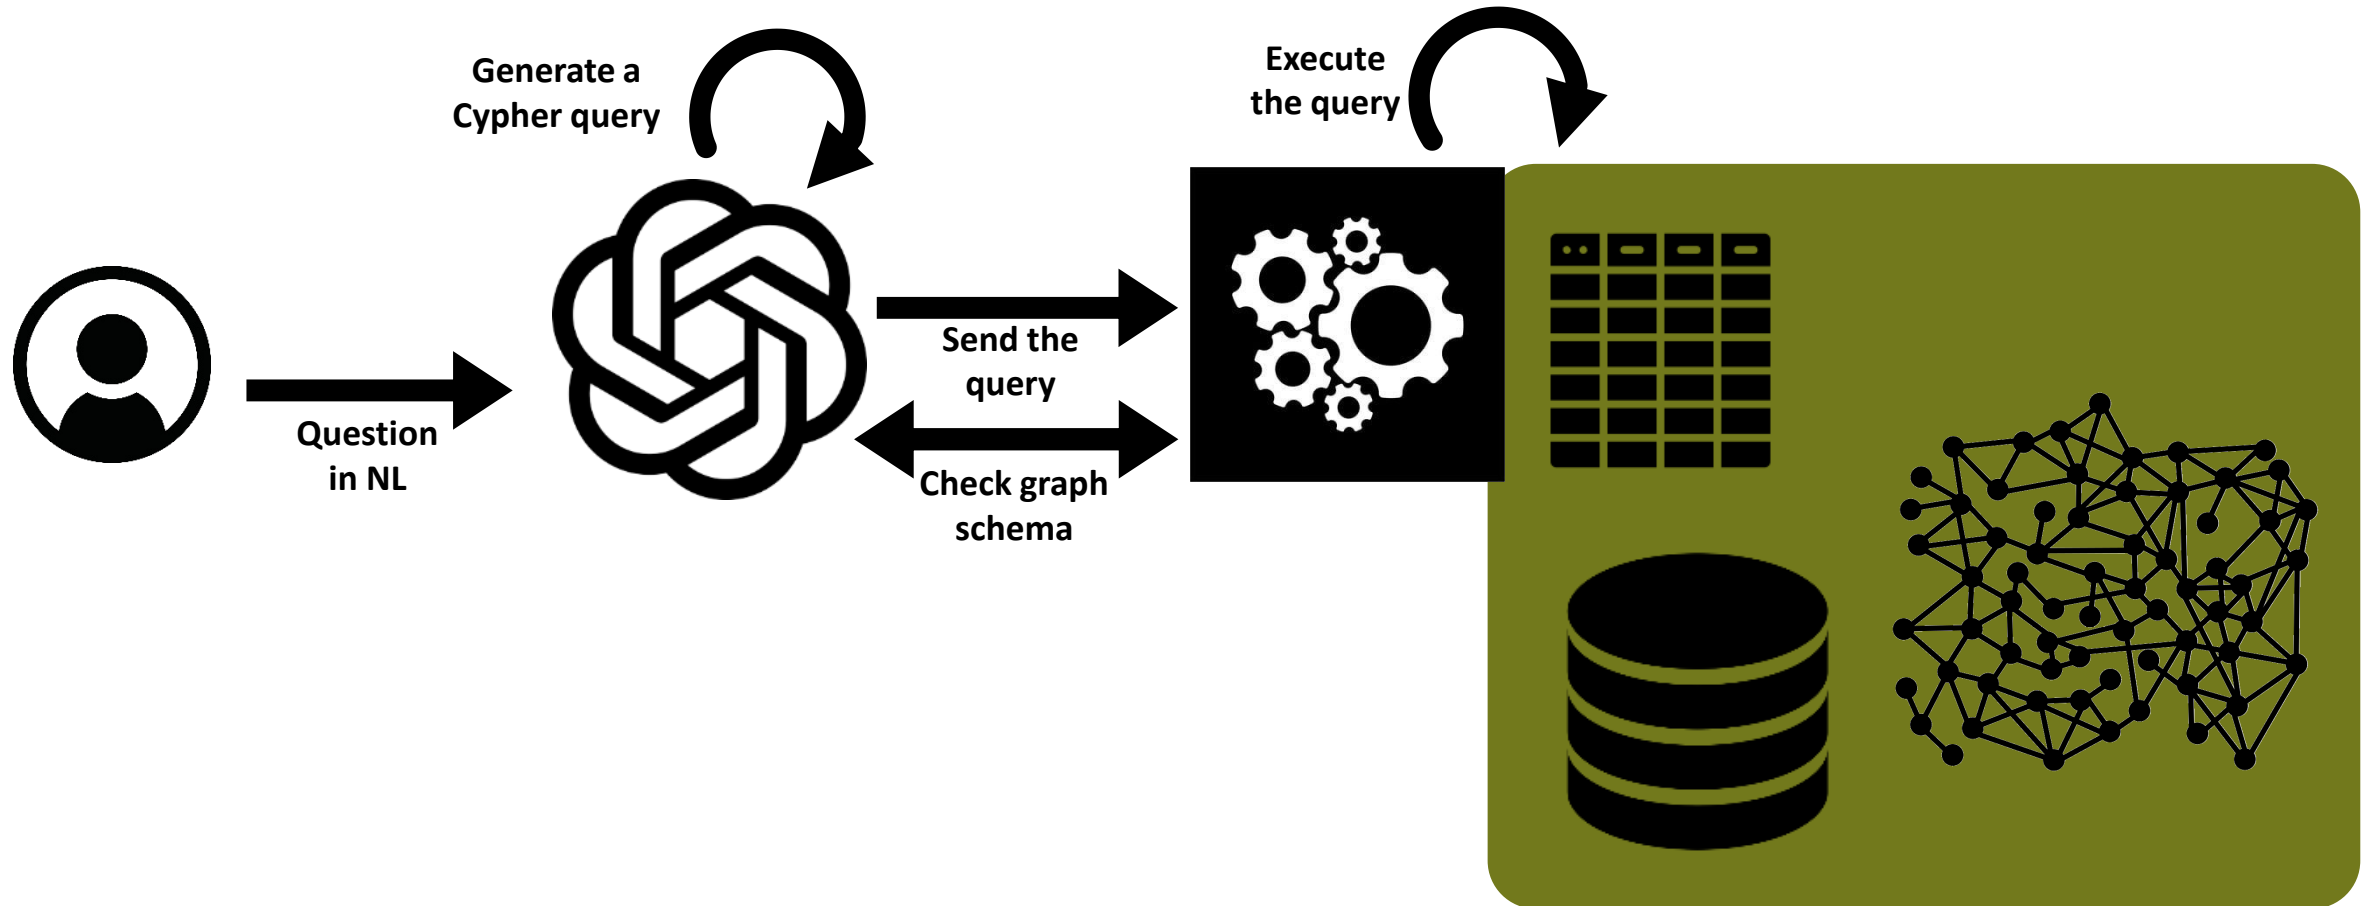 Generate a
Cypher query
Execute
the query
Send the
query
Question
in NL
Check graph
schema